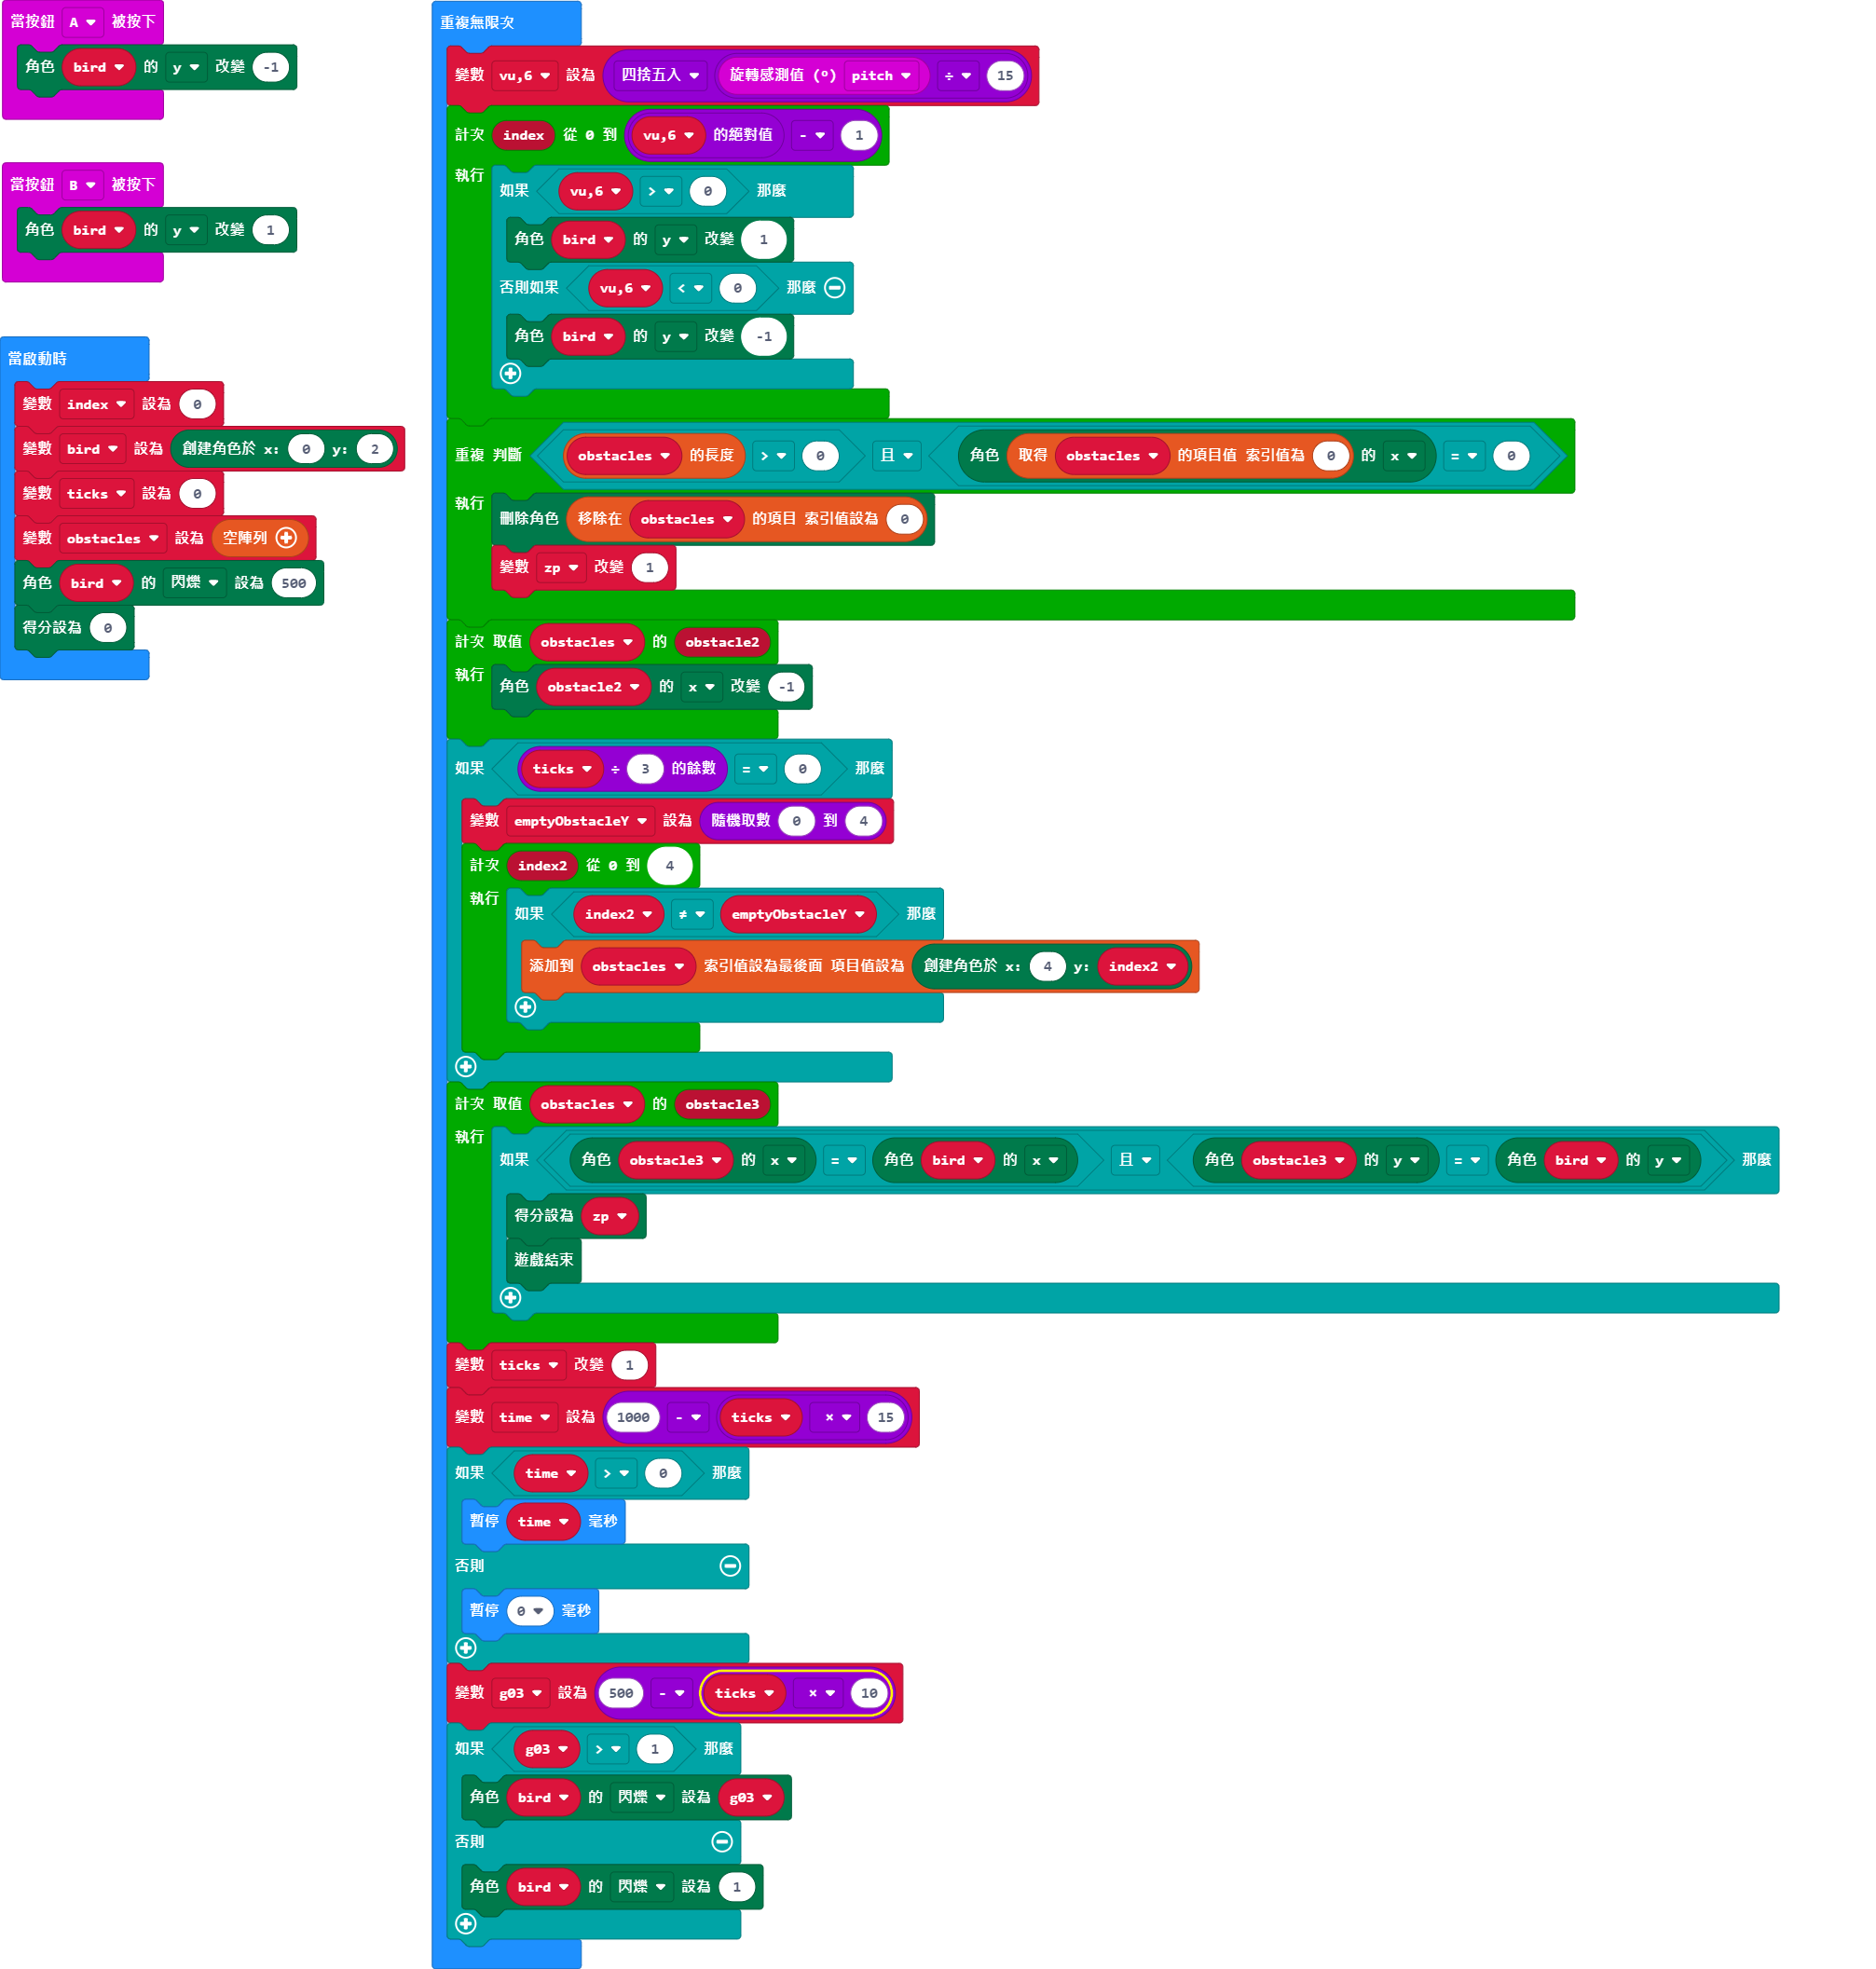 當按鈕 A 被按下
角色 bird 的 y 改變 -1
當按鈕 B 被按下
角色 bird 的 y 改變 1
當啟動時
變數 index 設為 0
變數 bird 設為 創建角色於 x: 0 y: 2
變數 ticks 設為 0
變數 obstacles 設為 空陣列
角色 bird 的 閃爍 設為 500
得分設為 0
重複無限次
變數 vu,6 設為 四捨五入 旋轉感測值 (º) pitch ÷ 15
計次 index 從 0 到 vu,6 的絕對值 - 1
執行
如果 vu,6 > 0 那麼
角色 bird 的 y 改變 1
否則如果 vu,6 < 0 那麼
角色 bird 的 y 改變 -1
重複 判斷 obstacles 的長度 > 0 且 角色 取得 obstacles 的項目值 索引值為 0 的 x = 0
執行
刪除角色 移除在 obstacles 的項目 索引值設為 0
變數 zp 改變 1
計次 取值 obstacles 的 obstacle2
執行
角色 obstacle2 的 x 改變 -1
如果 ticks ÷ 3 的餘數 = 0 那麼
變數 emptyObstacleY 設為 隨機取數 0 到 4
計次 index2 從 0 到 4
執行
如果 index2 ≠ emptyObstacleY 那麼
添加到 obstacles 索引值設為最後面 項目值設為 創建角色於 x: 4 y: index2
計次 取值 obstacles 的 obstacle3
執行
如果 角色 obstacle3 的 x = 角色 bird 的 x 且 角色 obstacle3 的 y = 角色 bird 的 y 那麼
得分設為 zp
遊戲結束
變數 ticks 改變 1
變數 time 設為 1000 - ticks × 15
如果 time > 0 那麼
暫停 time 毫秒
否則
暫停 0 毫秒
變數 g03 設為 500 - ticks × 10
如果 g03 > 1 那麼
角色 bird 的 閃爍 設為 g03
否則
角色 bird 的 閃爍 設為 1